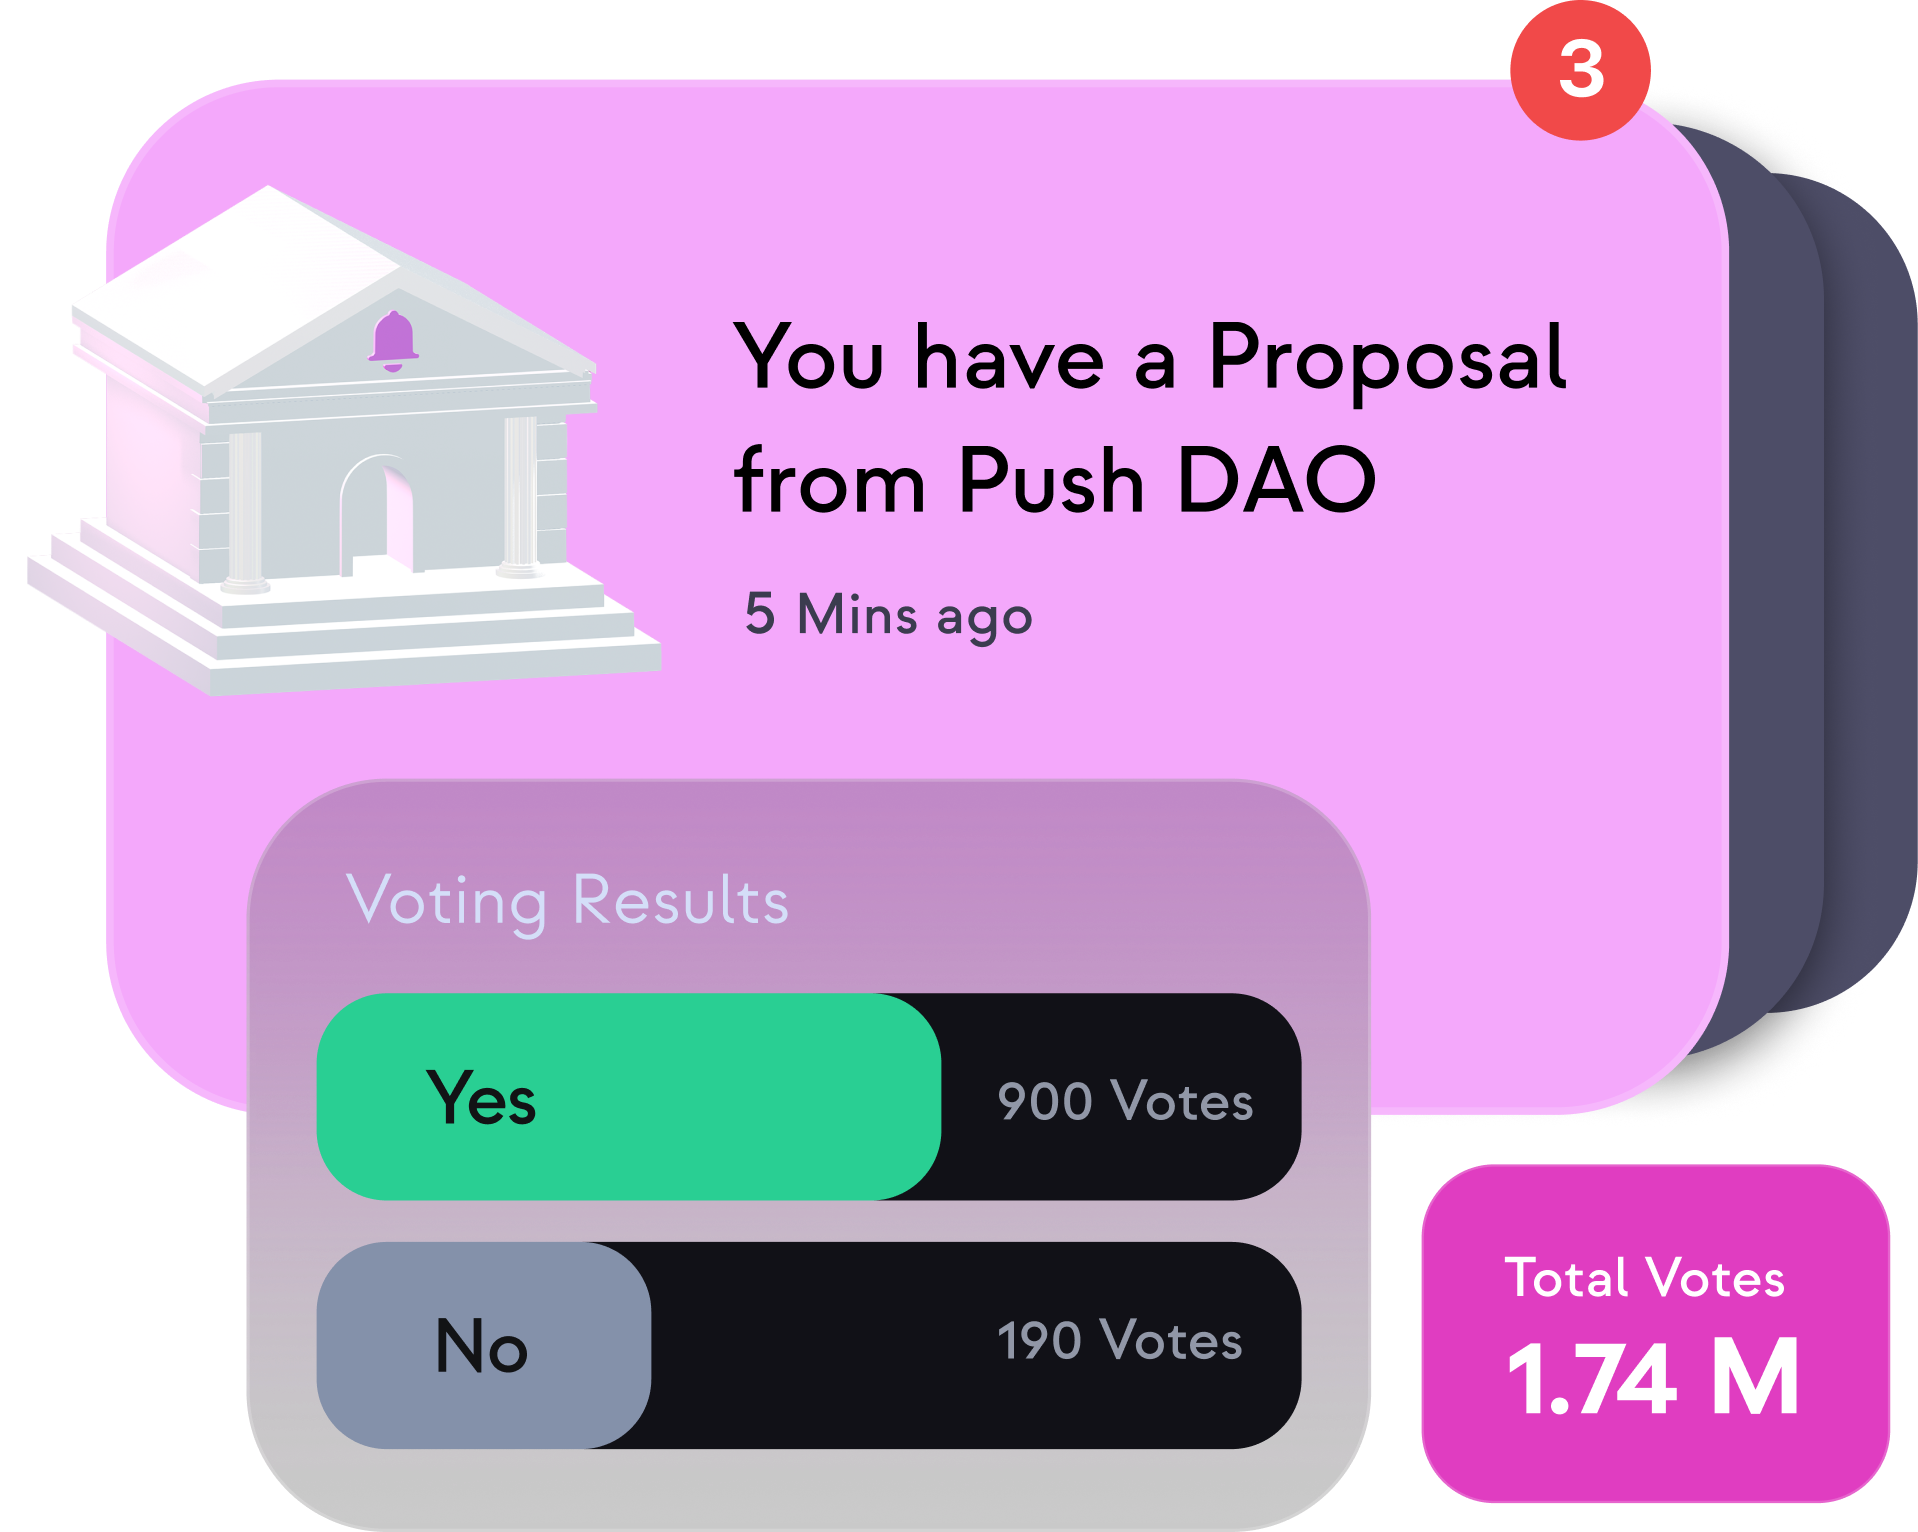 3
You have a Proposal
from Push DAO
5 Mins ago
Voting Results
Yes
900 Votes
No
190 Votes
Total Votes
1.74 M